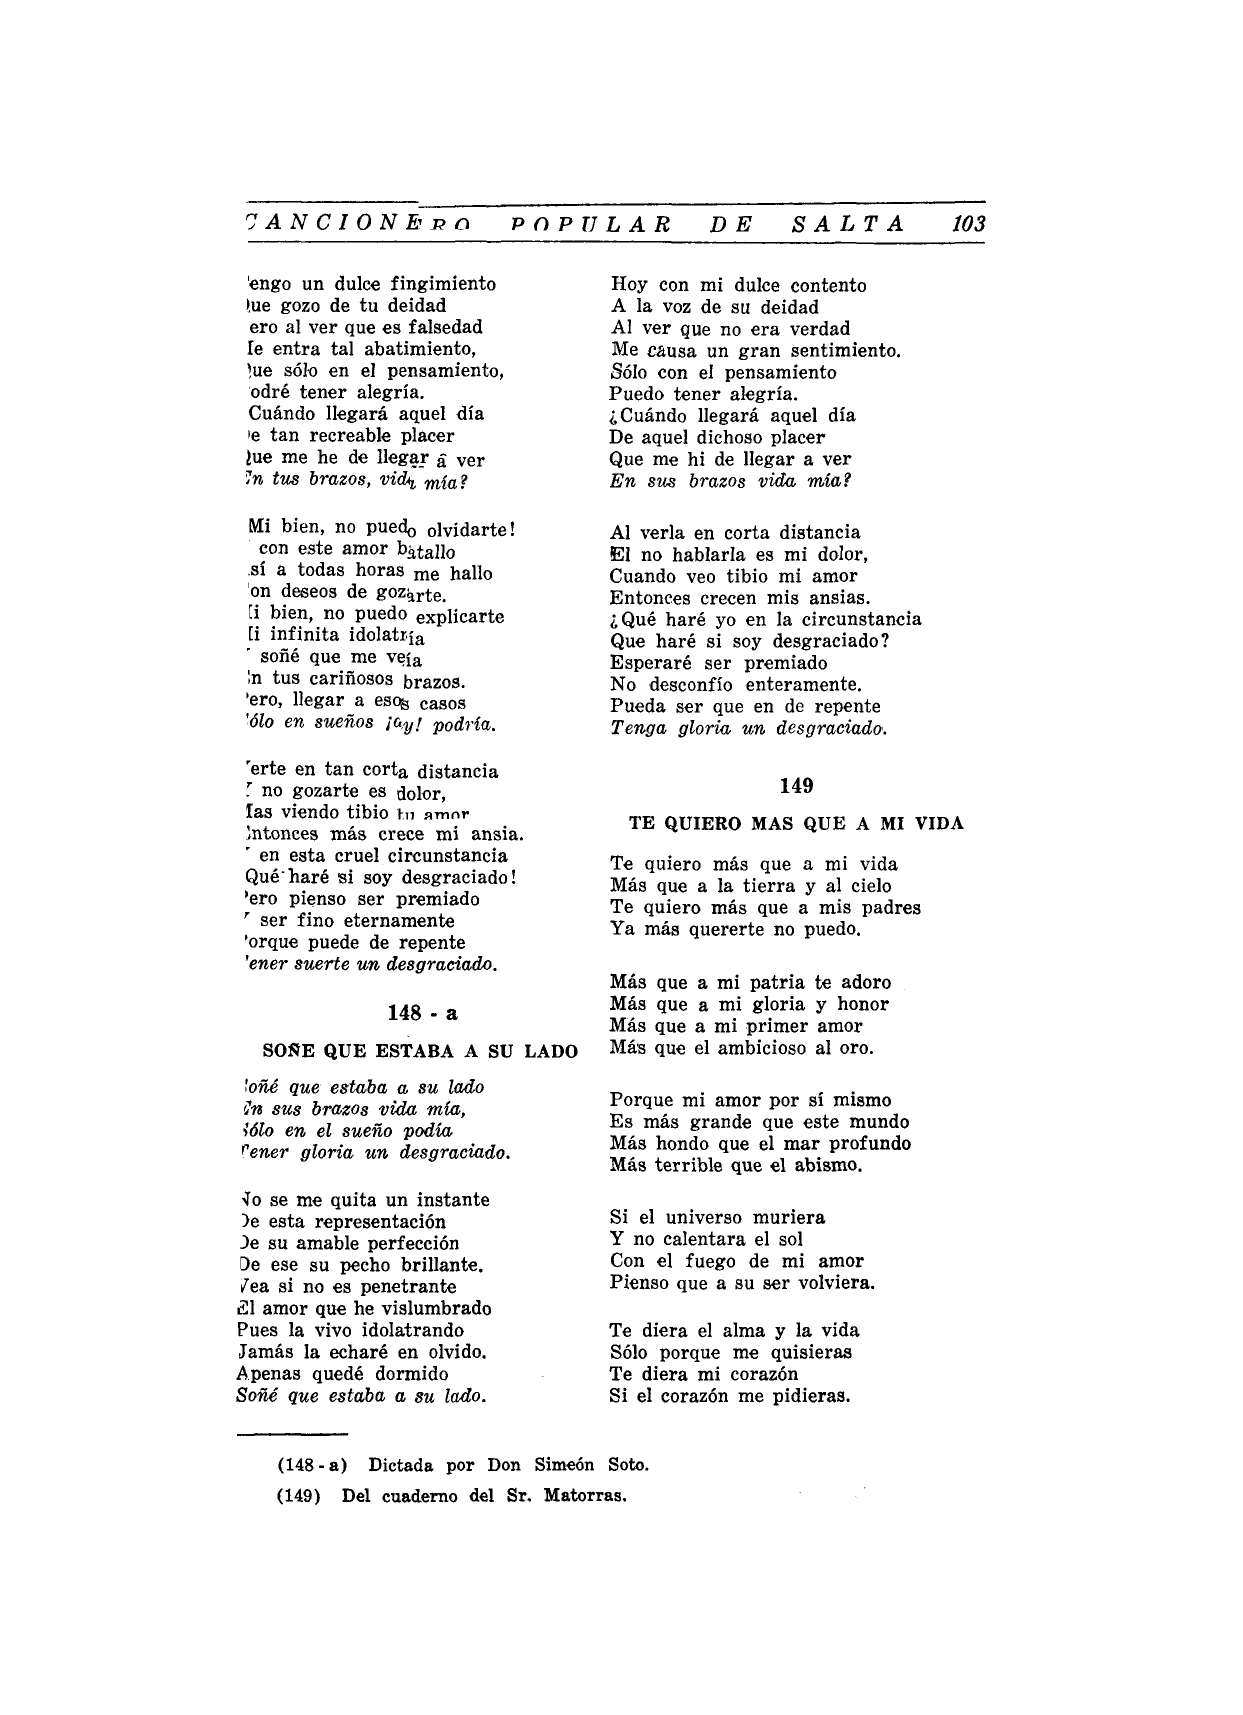 CANCIONERO POPULAR DE SALTA 103
engo un dulce fingimiento
ue gozo de tu deidad
ero al ver que es falsedad
e entra tal abatimiento,
ue sólo en el pensamiento,
odré tener alegría.
Cuándo llegará aquel día
e tan recreable placer
ue me he de llegar a ver
En tus brazos, vida mía?
Mi bien, no puedo olvidarte!
con este amor batallo
sí a todas horas me hallo
on deseos de gozarte.
i bien, no puedo explicarte
i infinita idolatría
soñé que me veía
n tus cariñosos brazos.
ero, llegar a esos casos
ólo en sueños ¡ay! podría.
erte en tan corta distancia
no gozarte es dolor,
as viendo tibio tu amor
ntonces más crece mi ansia.
en esta cruel circunstancia
Qué haré si soy desgraciado!
ero pienso ser premiado
ser fino eternamente
orque puede de repente
ener suerte un desgraciado.
148 - a
SOÑE QUE ESTABA A SU LADO
oñé que estaba a su lado
En sus brazos vida mía,
Sólo en el sueño podía
Tener gloria un desgraciado.
No se me quita un instante
De esta representación
De su amable perfección
De ese su pecho brillante.
Vea si no es penetrante
El amor que he vislumbrado
Pues la vivo idolatrando
Jamás la echaré en olvido.
Apenas quedé dormido
Soñé que estaba a su lado.
Hoy con mi dulce contento
A la voz de su deidad
Al ver que no era verdad
Me causa un gran sentimiento.
Sólo con el pensamiento
Puedo tener alegría.
¿Cuándo llegará aquel día
De aquel dichoso placer
Que me hi de llegar a ver
En sus brazos vida mía?
Al verla en corta distancia
El no hablarla es mi dolor,
Cuando veo tibio mi amor
Entonces crecen mis ansias.
¿Qué haré yo en la circunstancia
Que haré si soy desgraciado?
Esperaré ser premiado
No desconfío enteramente.
Pueda ser que en de repente
Tenga gloria un desgraciado.
149
TE QUIERO MAS QUE A MI VIDA
Te quiero más que a mi vida
Más que a la tierra y al cielo
Te quiero más que a mis padres
Ya más quererte no puedo.
Más que a mi patria te adoro
Más que a mi gloria y honor
Más que a mi primer amor
Más que el ambicioso al oro.
Porque mi amor por sí mismo
Es más grande que este mundo
Más hondo que el mar profundo
Más terrible que el abismo.
Si el universo muriera
Y no calentara el sol
Con el fuego de mi amor
Pienso que a su ser volviera.
Te diera el alma y la vida
Sólo porque me quisieras
Te diera mi corazón
Si el corazón me pidieras.
(148 - a) Dictada por Don Simeón Soto.
(149) Del cuaderno del Sr. Matorras.